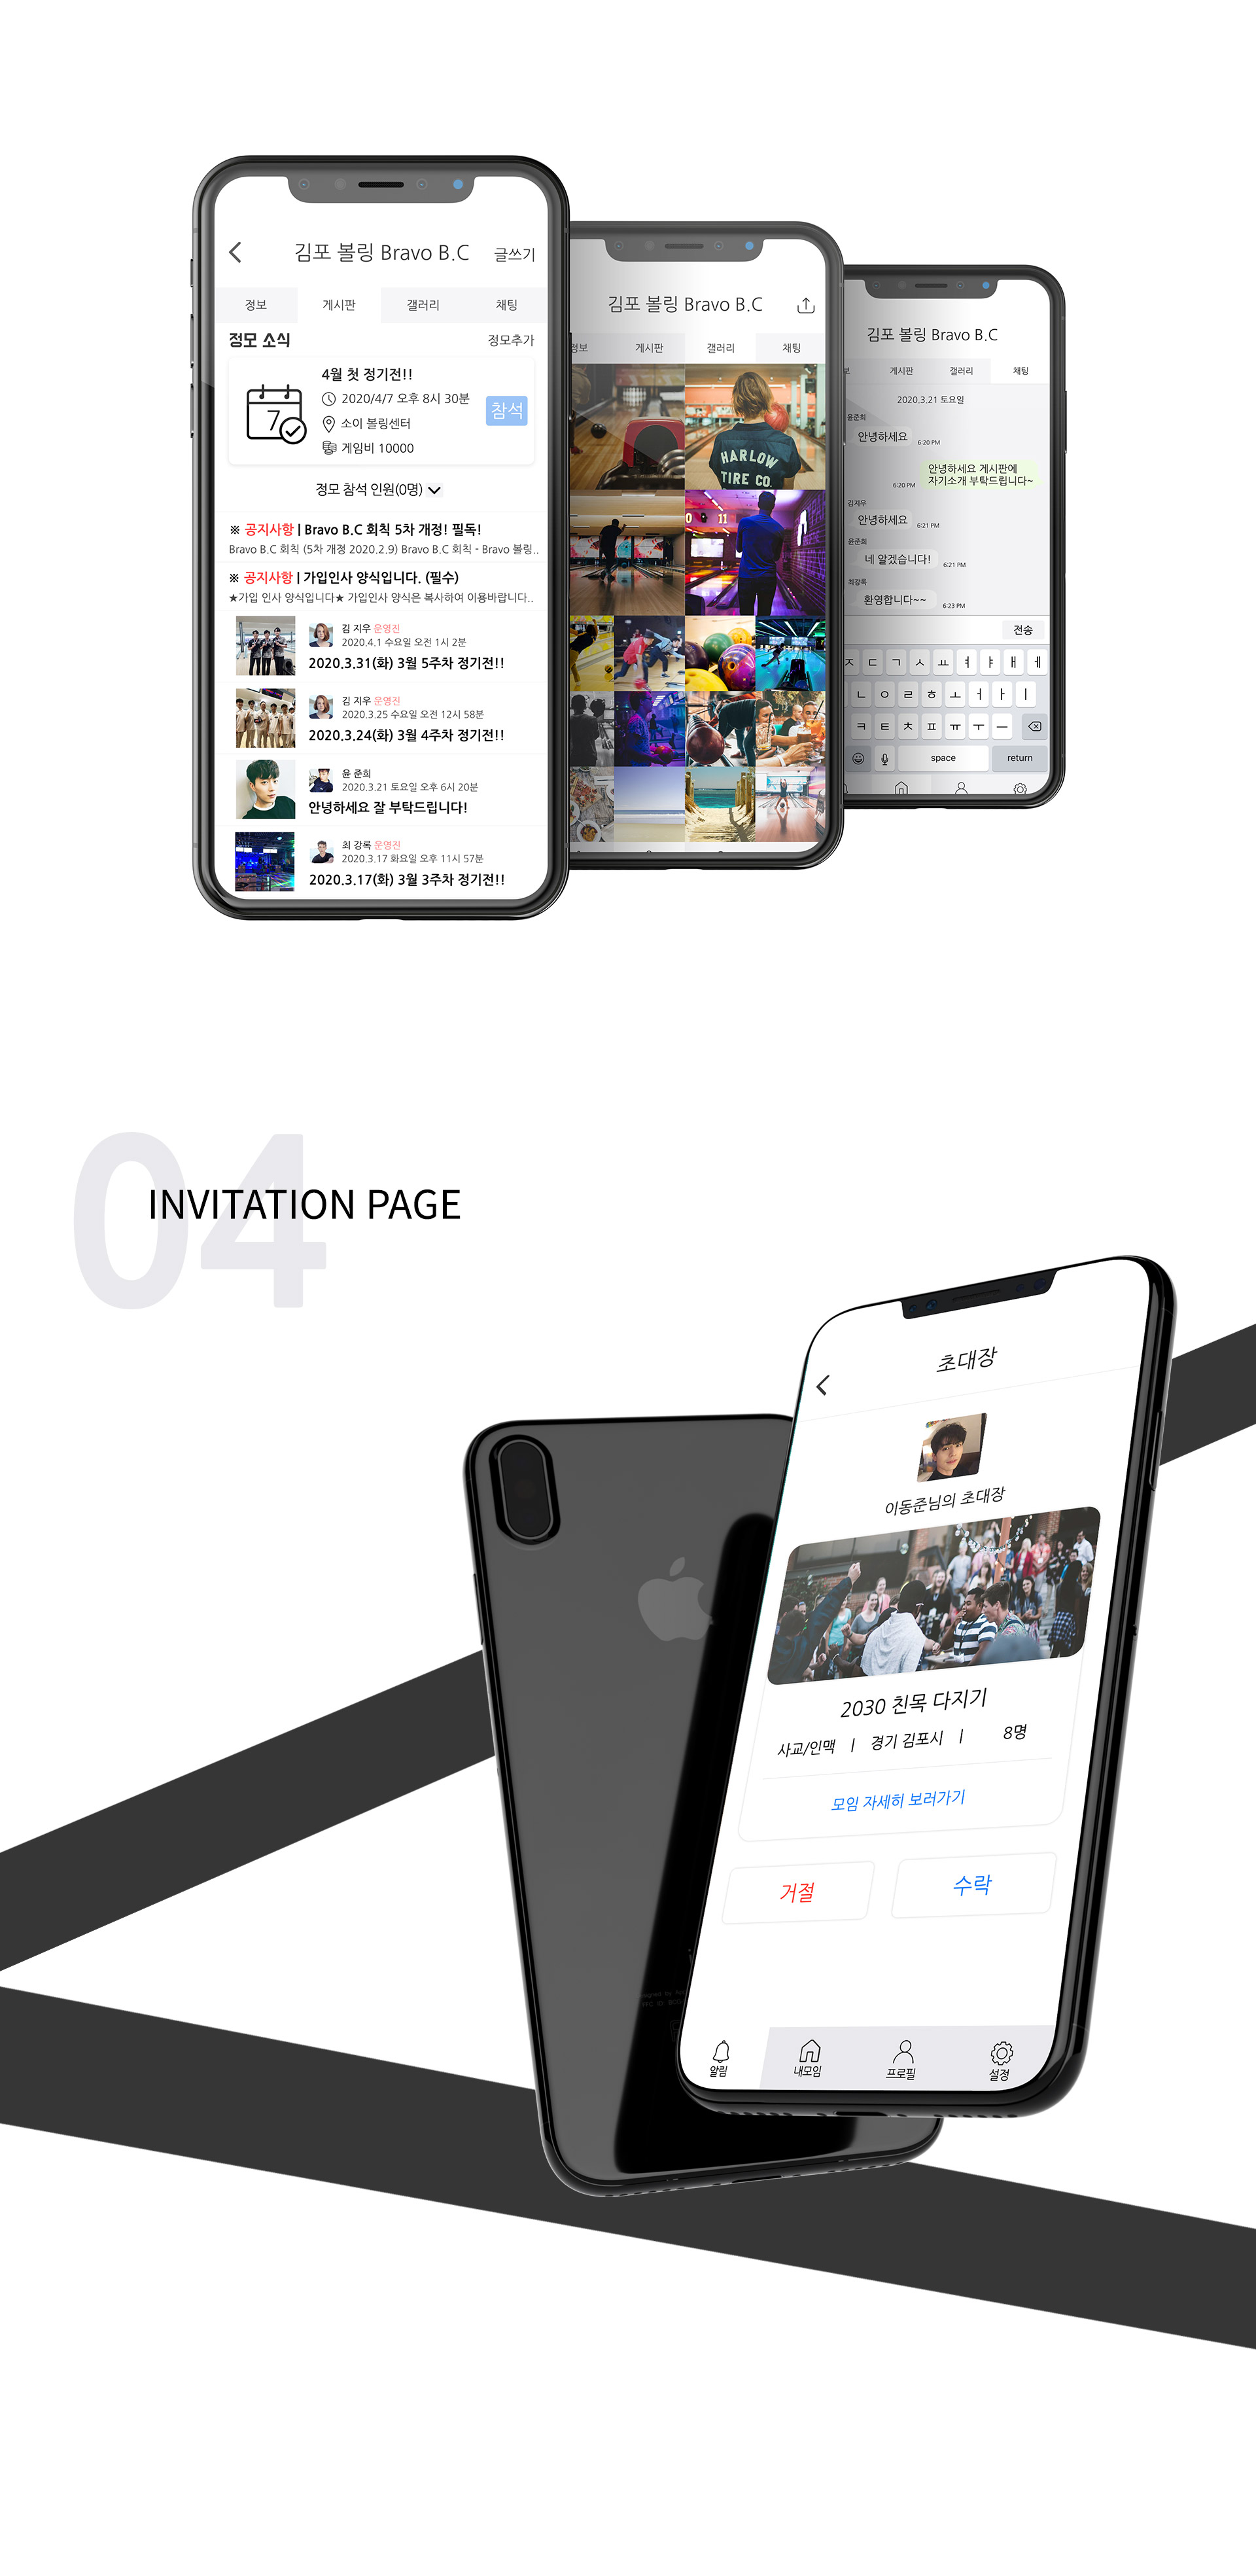 김포 볼링 Bravo B.C
글쓰기
정보
게시판
갤러리
채팅
정모 소식
정모추가
4월 첫 정기전!!
7
2020/4/7 오후 8시 30분
소이 볼링센터
게임비 10000
참석
정모 참석 인원(0명)
※ 공지사항 | Bravo B.C 회칙 5차 개정! 필독!
Bravo B.C 회칙 (5차 개정 2020.2.9) Bravo B.C 회칙 - Bravo 볼링..
※ 공지사항 | 가입인사 양식입니다. (필수)
★가입 인사 양식입니다★ 가입인사 양식은 복사하여 이용바랍니다..
김 지우 운영진
2020.4.1 수요일 오전 1시 2분
2020.3.31(화) 3월 5주차 정기전!!
김 지우 운영진
2020.3.25 수요일 오전 12시 58분
2020.3.24(화) 3월 4주차 정기전!!
윤 준희
2020.3.21 토요일 오후 6시 20분
안녕하세요 잘 부탁드립니다!
최 강록 운영진
2020.3.17 화요일 오후 11시 57분
2020.3.17(화) 3월 3주차 정기전!!
김포 볼링 Bravo B.C
정보
게시판
갤러리
채팅
HARLOW
TIRE CO.
0 11
김포 볼링 Bravo B.C
보
게시판
갤러리
채팅
2020.3.21 토요일
윤준희
안녕하세요
6:20 PM
안녕하세요 게시판에
자기소개 부탁드립니다~
6:20 PM
김지우
안녕하세요
6:21 PM
윤준희
네 알겠습니다!
6:21 PM
최강록
환영합니다~~
6:23 PM
전송
ㅈ ㄷ ㄱ ㅅ ㅛ ㅕ ㅑ ㅐ ㅔ
ㄴ ㅇ ㄹ ㅎ ㅗ ㅓ ㅏ ㅣ
ㅋ ㅌ ㅊ ㅍ ㅠ ㅜ ㅡ
space
return
04
INVITATION PAGE
초대장
이동준님의 초대장
2030 친목 다지기
사교/인맥 | 경기 김포시 | 8명
모임 자세히 보러가기
거절
수락
알림
내모임
프로필
설정